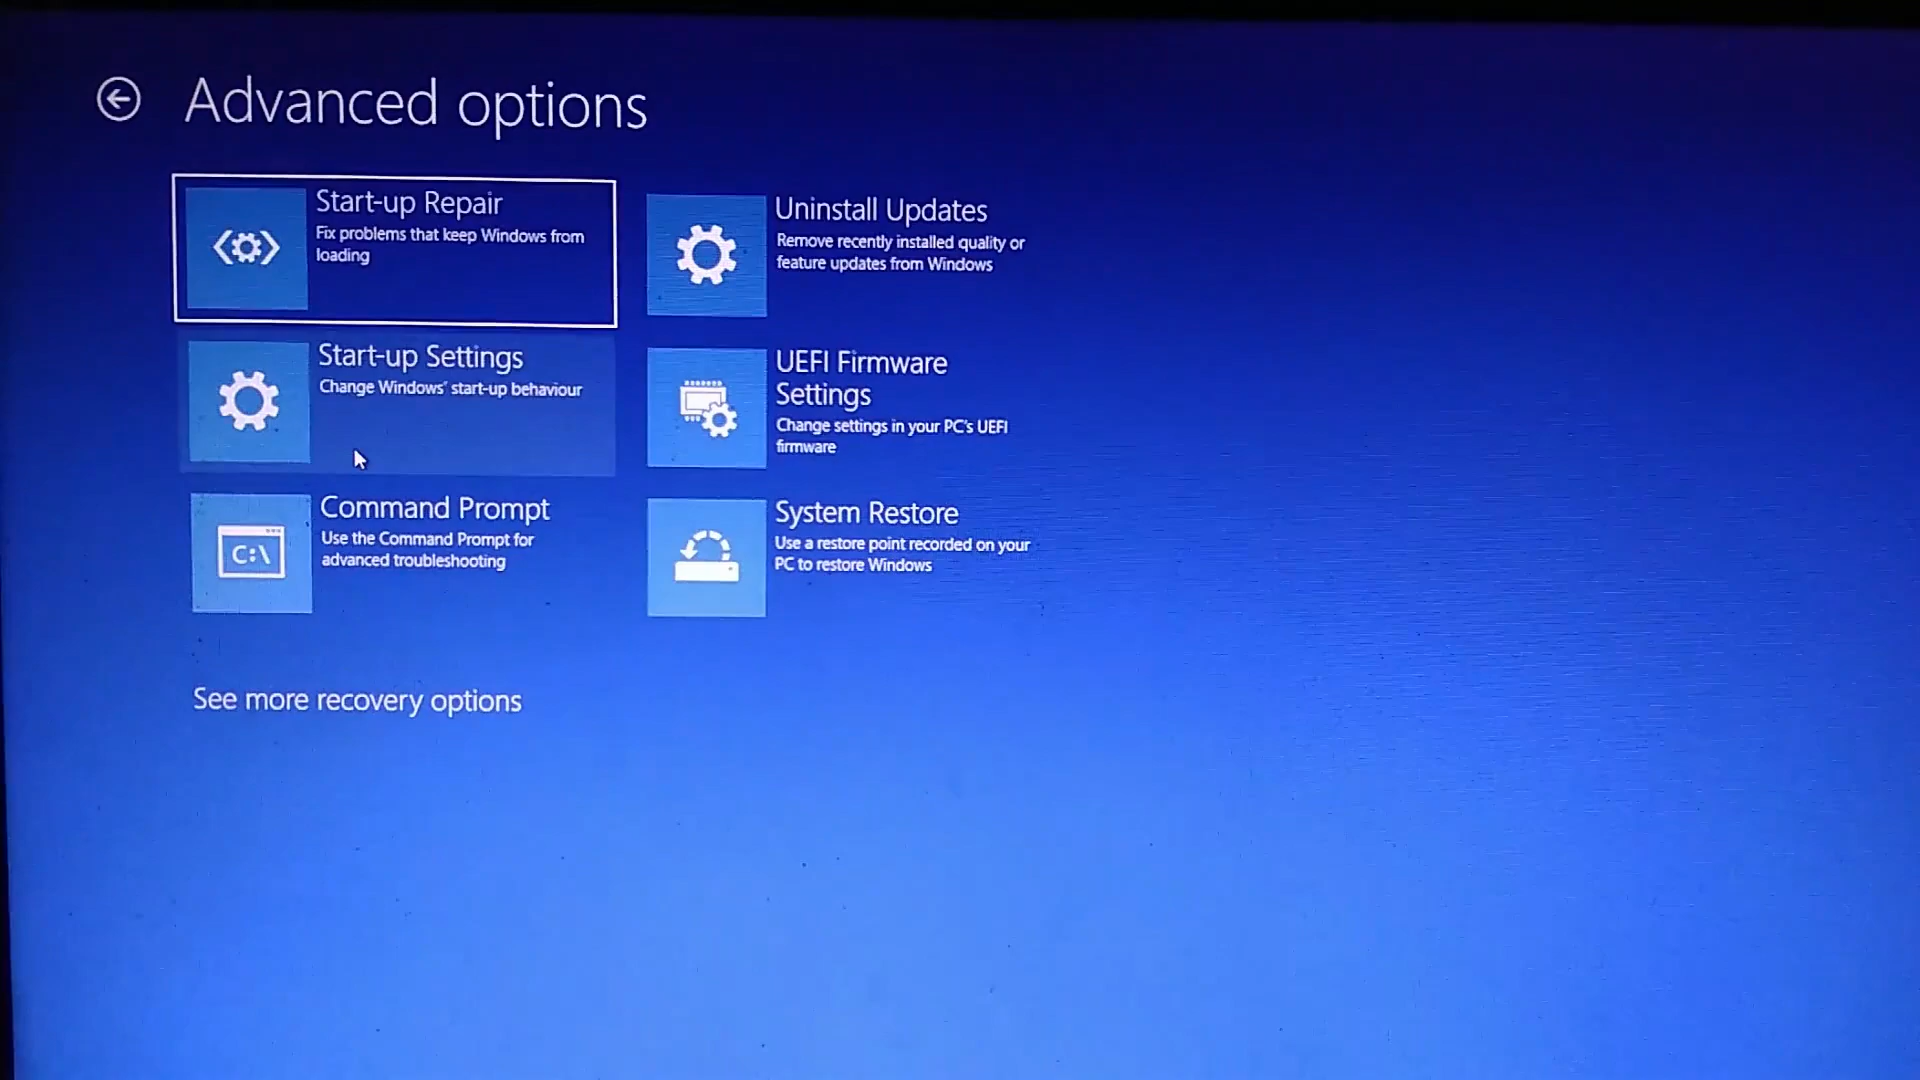 Advanced options
Start-up Repair
Fix problems that keep Windows from
loading
Uninstall Updates
Remove recently installed quality or
feature updates from Windows
Start-up Settings
Change Windows' start-up behaviour
UEFI Firmware
Settings
Change settings in your PC's UEFI
firmware
Command Prompt
Use the Command Prompt for
advanced troubleshooting
C:\
System Restore
Use a restore point recorded on your
PC to restore Windows
See more recovery options